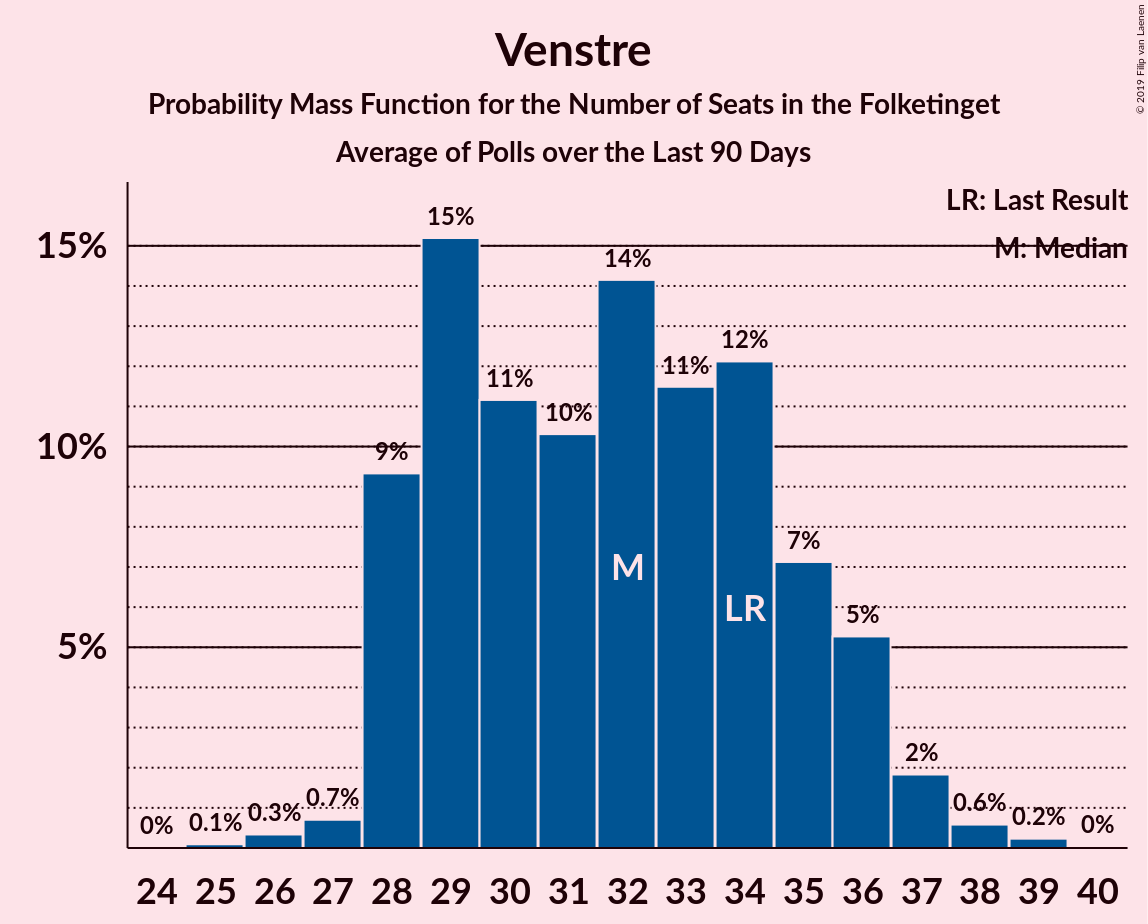 Venstre
Probability Mass Function for the Number of Seats in the Folketinget
Average of Polls over the Last 90 Days
© 2019 Filip van Laenen
LR: Last Result
M: Median
15%
10%
5%
0%
0.1%
0.3%
0.7%
9%
15%
11%
10%
14%
11%
12%
7%
5%
2%
0.6%
0.2%
0%
M
LR
24 25 26 27 28 29 30 31 32 33 34 35 36 37 38 39 40